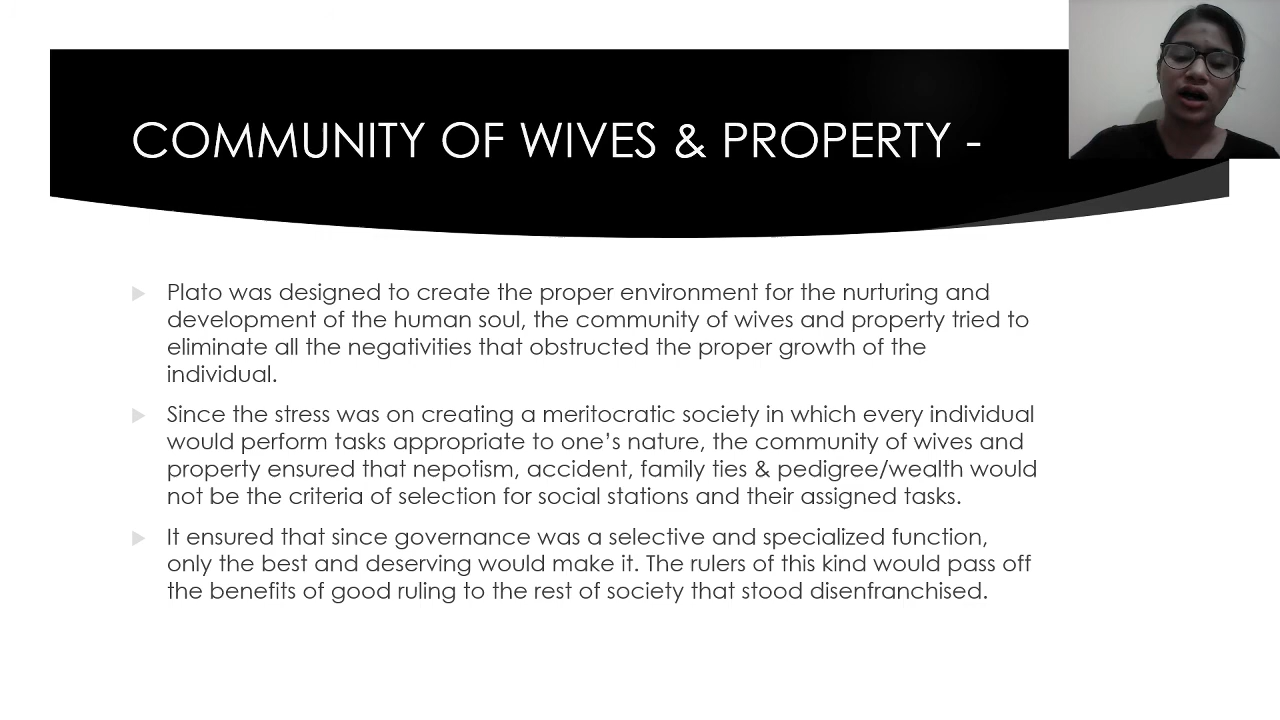 COMMUNITY OF WIVES & PROPERTY -
Plato was designed to create the proper environment for the nurturing and
development of the human soul, the community of wives and property tried to
eliminate all the negativities that obstructed the proper growth of the
individual.
Since the stress was on creating a meritocratic society in which every individual
would perform tasks appropriate to one’s nature, the community of wives and
property ensured that nepotism, accident, family ties & pedigree/wealth would
not be the criteria of selection for social stations and their assigned tasks.
It ensured that since governance was a selective and specialized function,
only the best and deserving would make it. The rulers of this kind would pass off
the benefits of good ruling to the rest of society that stood disenfranchised.